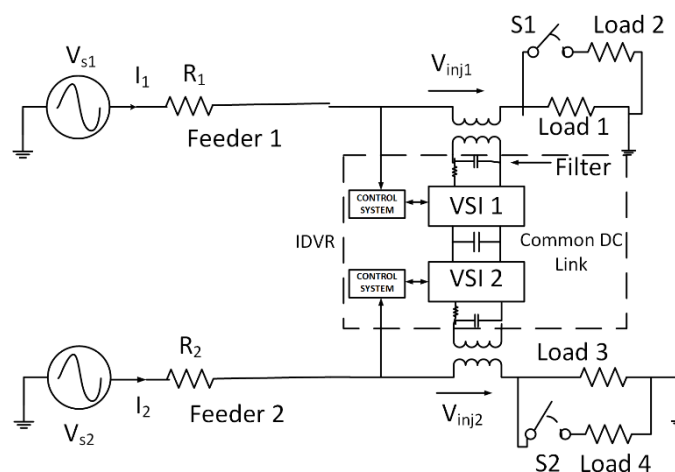 S1
Load 2
V_s1
I_1
R_1
V_inj1
Feeder 1
Load 1
Filter
CONTROL SYSTEM
VSI 1
IDVR
Common DC
Link
CONTROL SYSTEM
VSI 2
R_2
Load 3
I_2
Feeder 2
V_inj2
V_s2
S2
Load 4